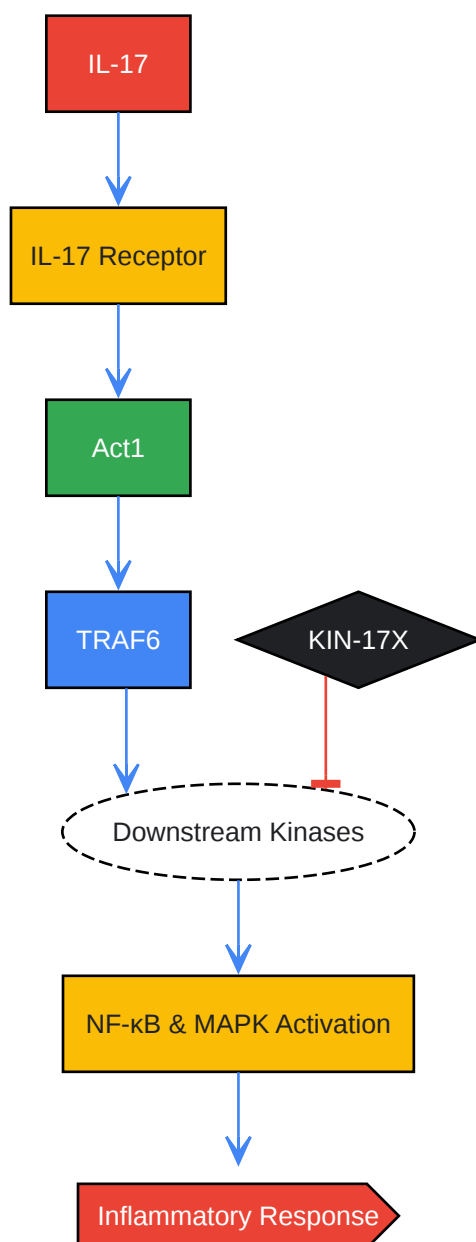 IL-17
IL-17 Receptor
Act1
TRAF6
KIN-17X
Downstream Kinases
NF-κB & MAPK Activation
Inflammatory Response